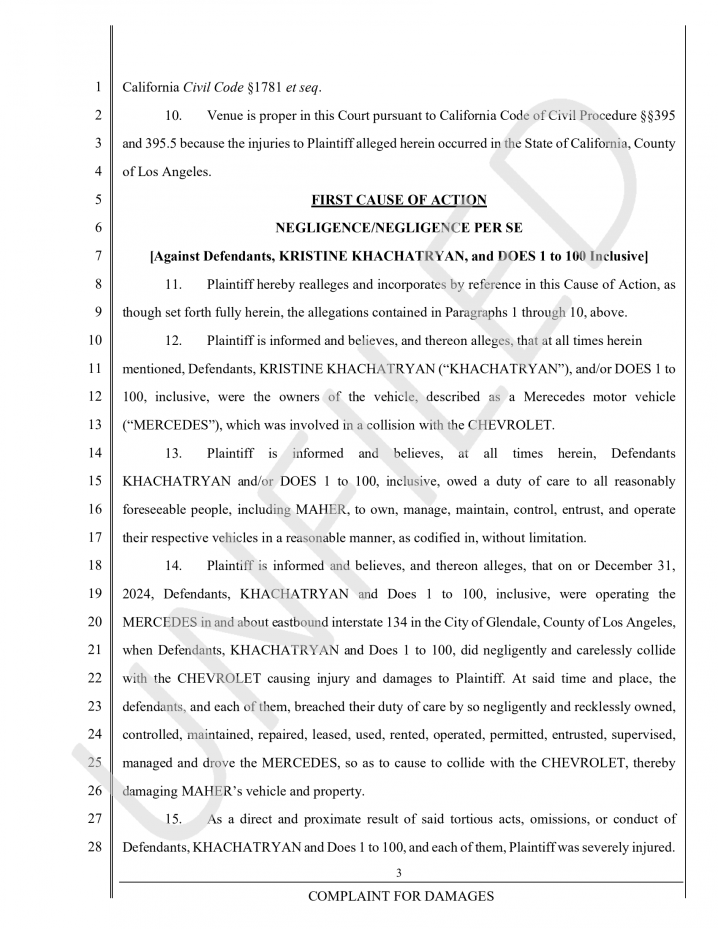 1 California Civil Code §1781 et seq.
2 10. Venue is proper in this Court pursuant to California Code of Civil Procedure §§395
3 and 395.5 because the injuries to Plaintiff alleged herein occurred in the State of California, County
4 of Los Angeles.
5 FIRST CAUSE OF ACTION
6 NEGLIGENCE/NEGLIGENCE PER SE
7 [Against Defendants, KRISTINE KHACHATRYAN, and DOES 1 to 100 Inclusive]
8 11. Plaintiff hereby realleges and incorporates by reference in this Cause of Action, as
9 though set forth fully herein, the allegations contained in Paragraphs 1 through 10, above.
10 12. Plaintiff is informed and believes, and thereon alleges, that at all times herein
11 mentioned, Defendants, KRISTINE KHACHATRYAN (“KHACHATRYAN”), and/or DOES 1 to
12 100, inclusive, were the owners of the vehicle, described as a Merecedes motor vehicle
13 (“MERCEDES”), which was involved in a collision with the CHEVROLET.
14 13. Plaintiff is informed and believes, at all times herein, Defendants
15 KHACHATRYAN and/or DOES 1 to 100, inclusive, owed a duty of care to all reasonably
16 foreseeable people, including MAHER, to own, manage, maintain, control, entrust, and operate
17 their respective vehicles in a reasonable manner, as codified in, without limitation.
18 14. Plaintiff is informed and believes, and thereon alleges, that on or December 31,
19 2024, Defendants, KHACHATRYAN and Does 1 to 100, inclusive, were operating the
20 MERCEDES in and about eastbound interstate 134 in the City of Glendale, County of Los Angeles,
21 when Defendants, KHACHATRYAN and Does 1 to 100, did negligently and carelessly collide
22 with the CHEVROLET causing injury and damages to Plaintiff. At said time and place, the
23 defendants, and each of them, breached their duty of care by so negligently and recklessly owned,
24 controlled, maintained, repaired, leased, used, rented, operated, permitted, entrusted, supervised,
25 managed and drove the MERCEDES, so as to cause to collide with the CHEVROLET, thereby
26 damaging MAHER’s vehicle and property.
27 15. As a direct and proximate result of said tortious acts, omissions, or conduct of
28 Defendants, KHACHATRYAN and Does 1 to 100, and each of them, Plaintiff was severely injured.
3
COMPLAINT FOR DAMAGES
UNFILED